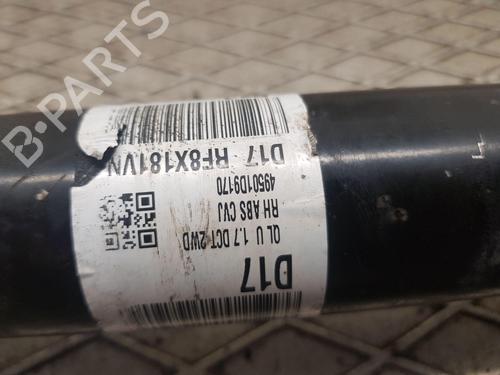 D17
QL U 1.7 DCT 2WD
RH ABS CVJ
49501D9170
D17 RF8X181VN
B-PARTS